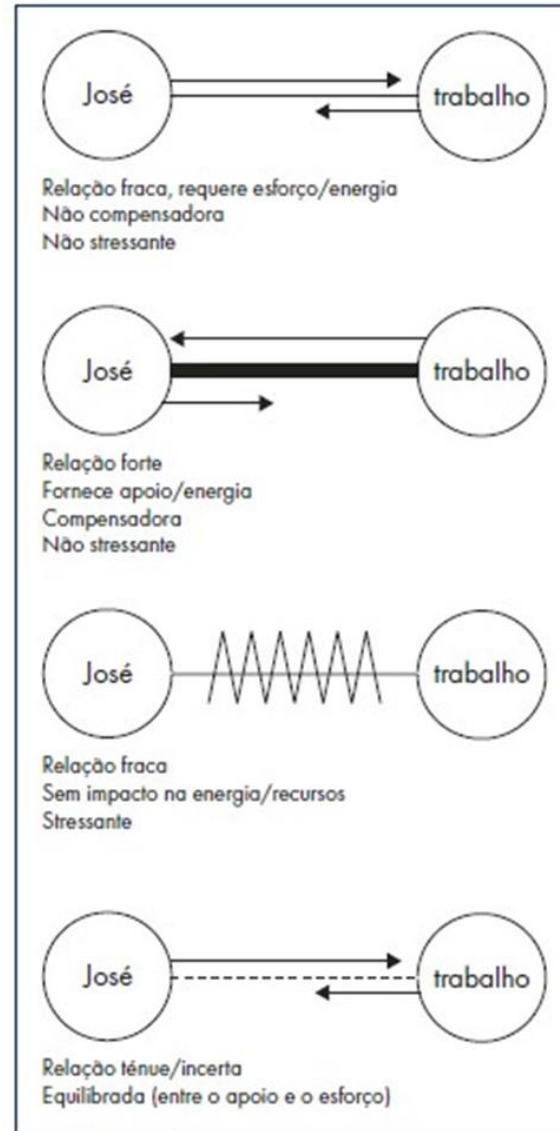 José
trabalho
Relação fraca, requere esforço/energia
Não compensadora
Não stressante
José
trabalho
Relação forte
Fornece apoio/energia
Compensadora
Não stressante
José
trabalho
Relação fraca
Sem impacto na energia/recursos
Stressante
José
trabalho
Relação ténue/incerta
Equilibrada (entre o apoio e o esforço)